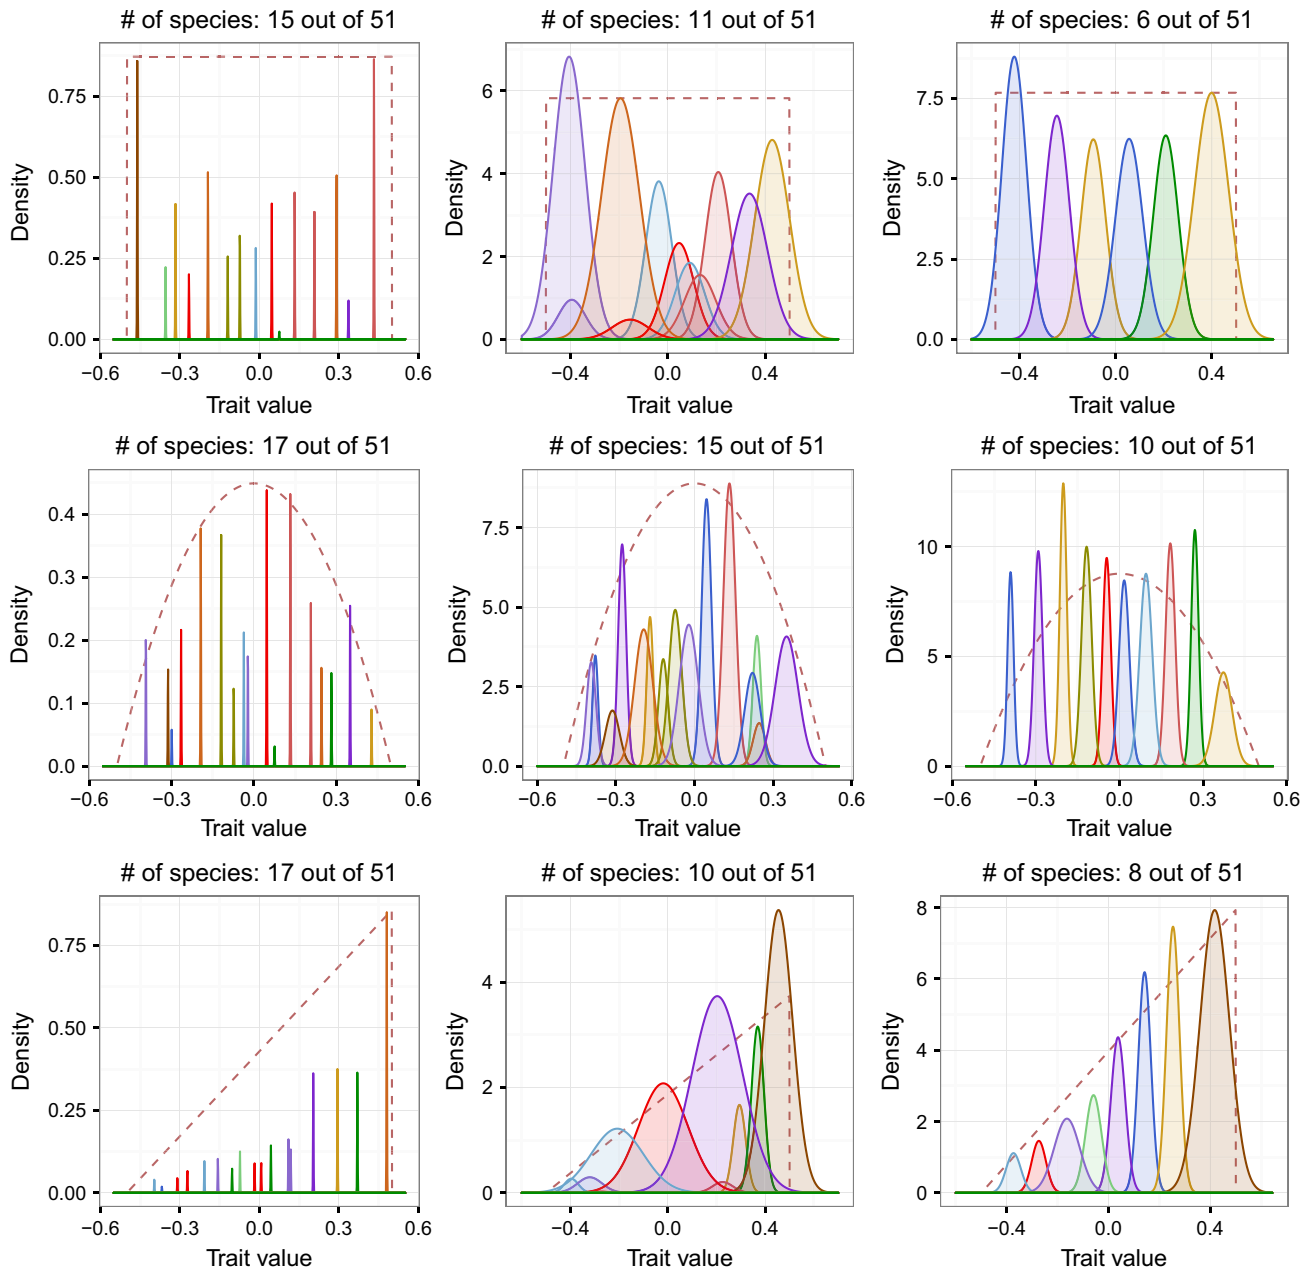 # of species: 15 out of 51
# of species: 11 out of 51
# of species: 6 out of 51
Density
0.75
0.50
0.25
0.00
−0.6 −0.3 0.0 0.3 0.6
Trait value
Density
6
4
2
0
−0.4 0.0 0.4
Trait value
Density
7.5
5.0
2.5
0.0
−0.4 0.0 0.4
Trait value
# of species: 17 out of 51
# of species: 15 out of 51
# of species: 10 out of 51
Density
0.4
0.3
0.2
0.1
0.0
−0.6 −0.3 0.0 0.3 0.6
Trait value
Density
7.5
5.0
2.5
0.0
−0.6 −0.3 0.0 0.3 0.6
Trait value
Density
10
5
0
−0.6 −0.3 0.0 0.3 0.6
Trait value
# of species: 17 out of 51
# of species: 10 out of 51
# of species: 8 out of 51
Density
0.75
0.50
0.25
0.00
−0.6 −0.3 0.0 0.3 0.6
Trait value
Density
4
2
0
−0.4 0.0 0.4
Trait value
Density
8
6
4
2
0
−0.4 0.0 0.4
Trait value